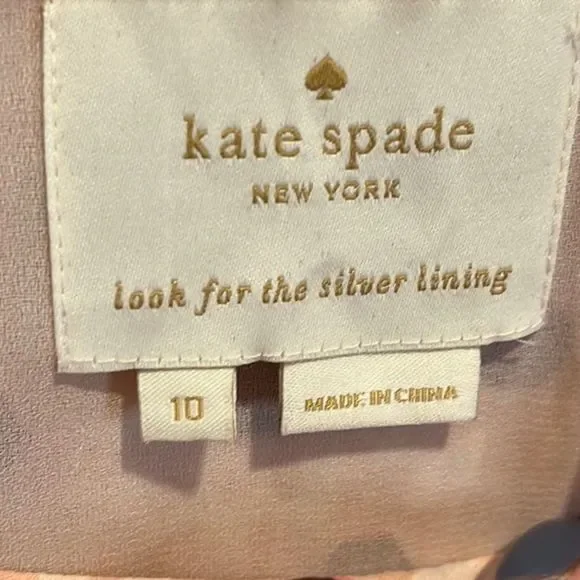 kate spade
NEW YORK
look for the silver lining
10
MADE IN CHINA